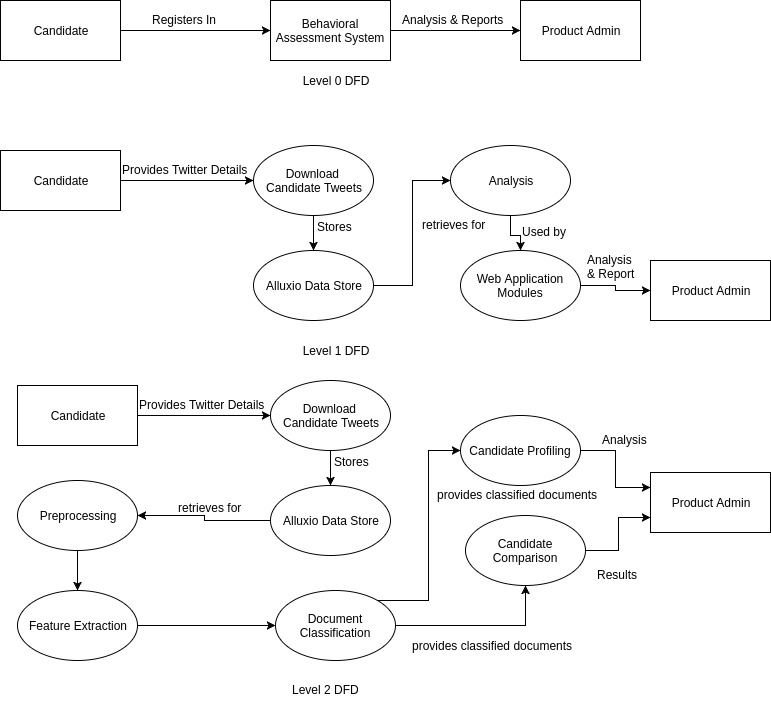 Candidate
Registers In
Behavioral
Assessment System
Analysis & Reports
Product Admin
Level 0 DFD
Candidate
Provides Twitter Details
Download
Candidate Tweets
Stores
Alluxio Data Store
retrieves for
Analysis
Used by
Web Application
Modules
Analysis
& Report
Product Admin
Level 1 DFD
Candidate
Provides Twitter Details
Download
Candidate Tweets
Stores
Alluxio Data Store
retrieves for
Preprocessing
Feature Extraction
Document
Classification
Candidate Profiling
provides classified documents
Analysis
Candidate
Comparison
provides classified documents
Results
Product Admin
Level 2 DFD